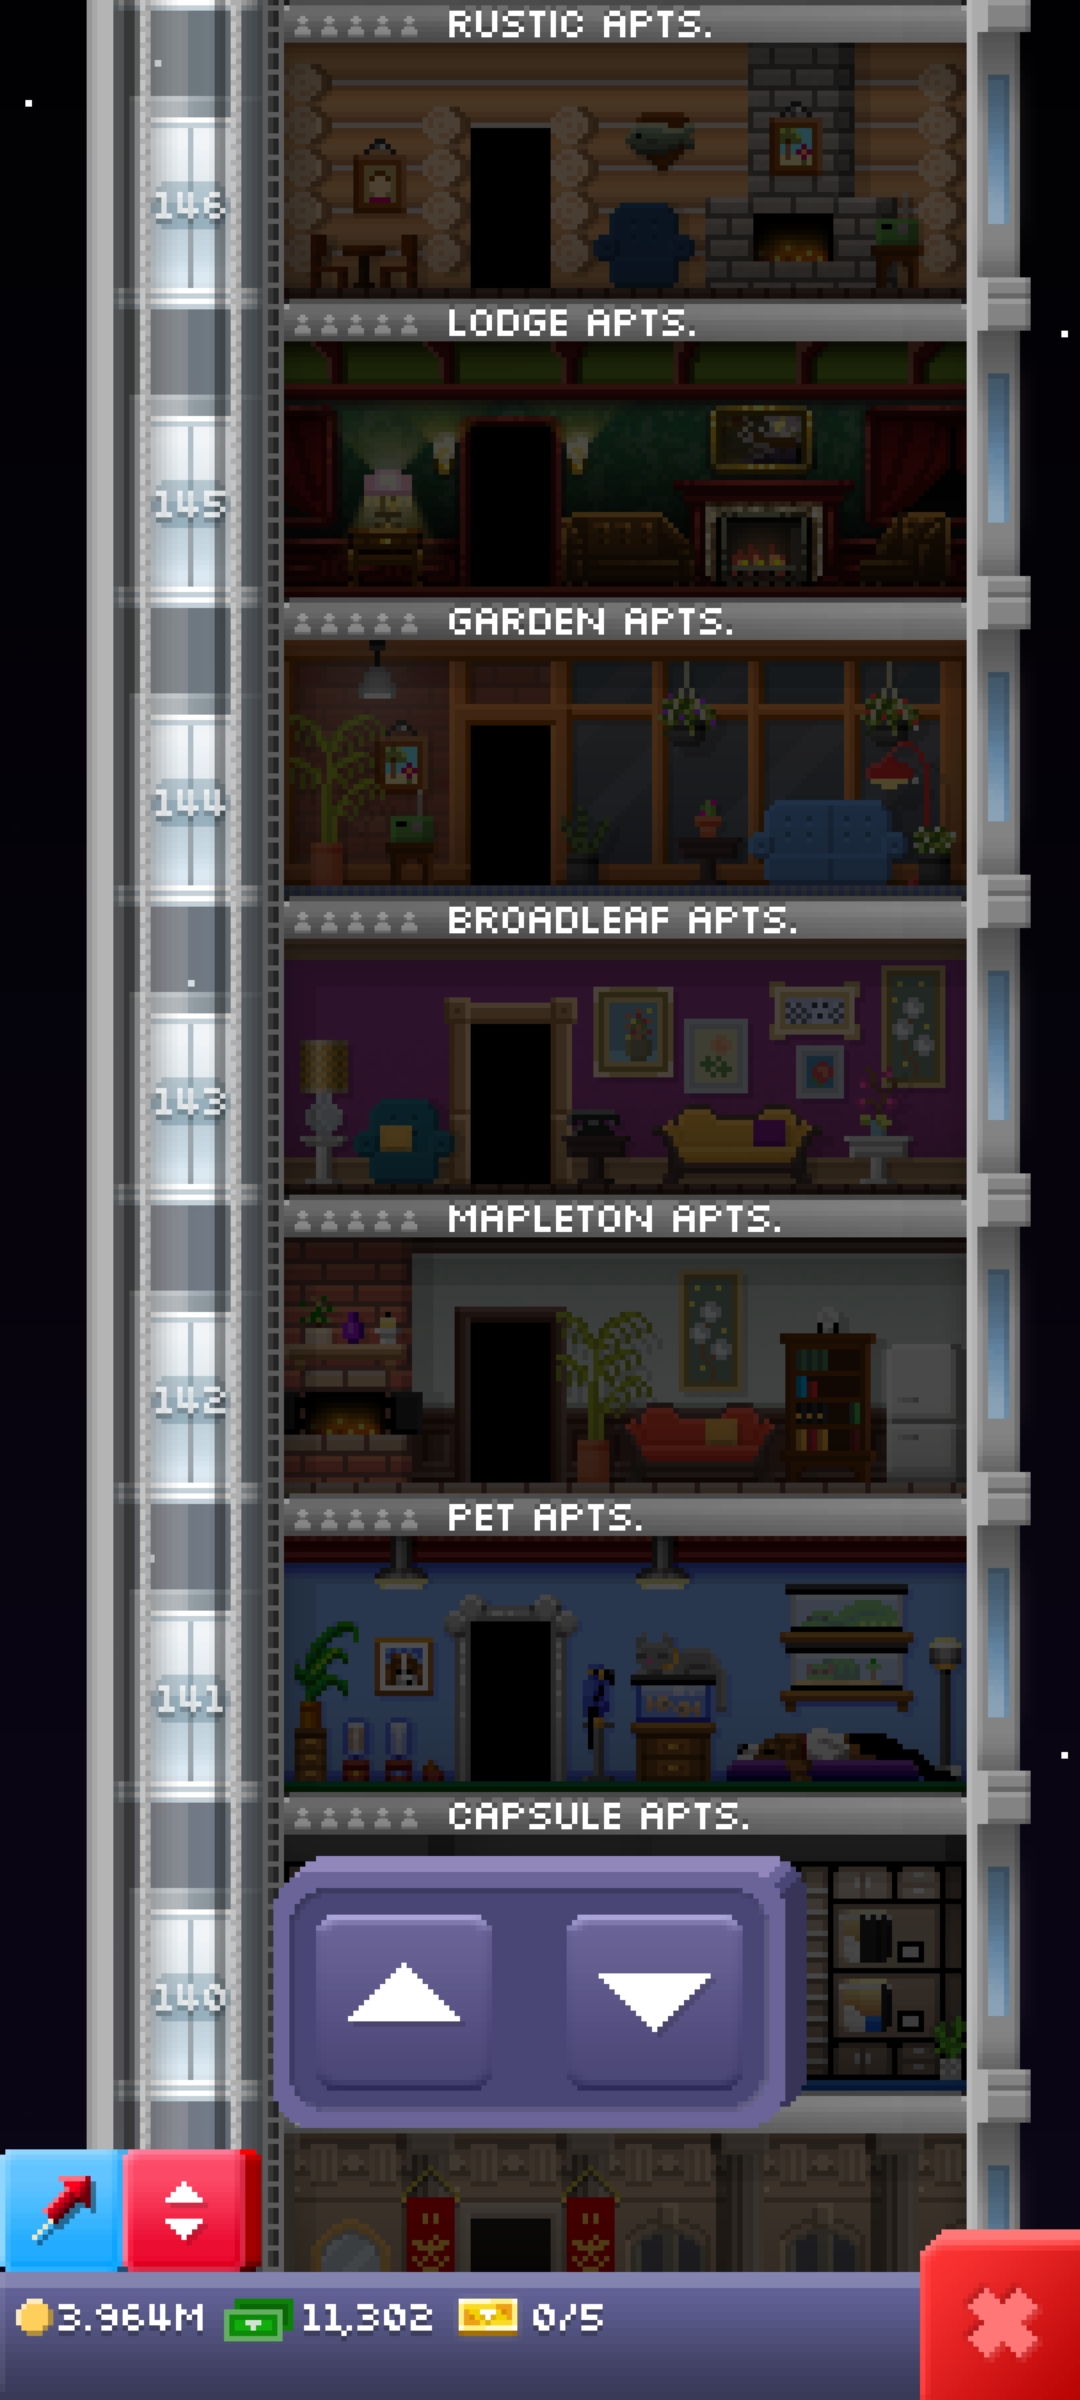 RUSTIC APTS.
146
LODGE APTS.
145
GARDEN APTS.
144
BROADLEAF APTS.
143
MAPLETON APTS.
142
PET APTS.
141
CAPSULE APTS.
140
3.964M 11,302 0/5